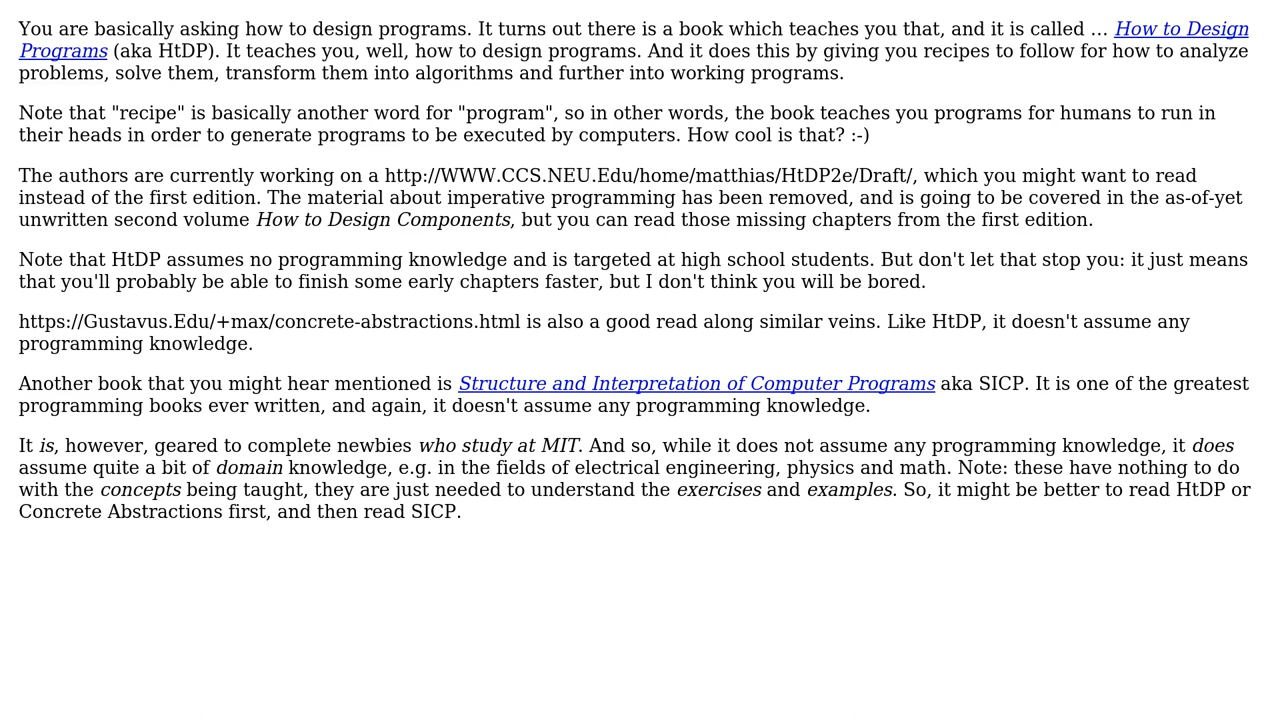 You are basically asking how to design programs. It turns out there is a book which teaches you that, and it is called … How to Design
Programs (aka HtDP). It teaches you, well, how to design programs. And it does this by giving you recipes to follow for how to analyze
problems, solve them, transform them into algorithms and further into working programs.
Note that "recipe" is basically another word for "program", so in other words, the book teaches you programs for humans to run in
their heads in order to generate programs to be executed by computers. How cool is that? :-)
The authors are currently working on a http://WWW.CCS.NEU.Edu/home/matthias/HtDP2e/Draft/, which you might want to read
instead of the first edition. The material about imperative programming has been removed, and is going to be covered in the as-of-yet
unwritten second volume How to Design Components, but you can read those missing chapters from the first edition.
Note that HtDP assumes no programming knowledge and is targeted at high school students. But don't let that stop you: it just means
that you'll probably be able to finish some early chapters faster, but I don't think you will be bored.
https://Gustavus.Edu/+max/concrete-abstractions.html is also a good read along similar veins. Like HtDP, it doesn't assume any
programming knowledge.
Another book that you might hear mentioned is Structure and Interpretation of Computer Programs aka SICP. It is one of the greatest
programming books ever written, and again, it doesn't assume any programming knowledge.
It is, however, geared to complete newbies who study at MIT. And so, while it does not assume any programming knowledge, it does
assume quite a bit of domain knowledge, e.g. in the fields of electrical engineering, physics and math. Note: these have nothing to do
with the concepts being taught, they are just needed to understand the exercises and examples. So, it might be better to read HtDP or
Concrete Abstractions first, and then read SICP.